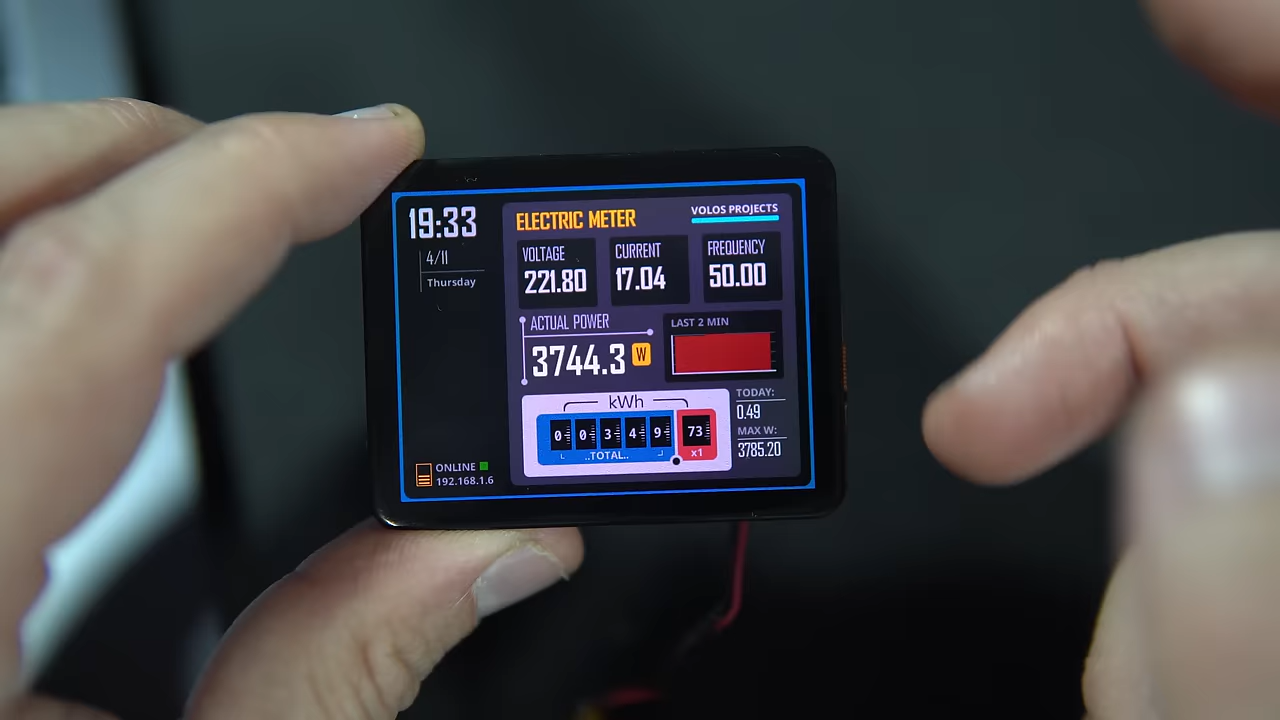 19:33
4/11
Thursday
ONLINE
192.168.1.6
ELECTRIC METER
VOLOS PROJECTS
VOLTAGE
221.80
CURRENT
17.04
FREQUENCY
50.00
ACTUAL POWER
3744.3 W
LAST 2 MIN
kWh
0 0 3 4 9 73
..TOTAL..
x1
TODAY:
0.49
MAX W:
3785.20